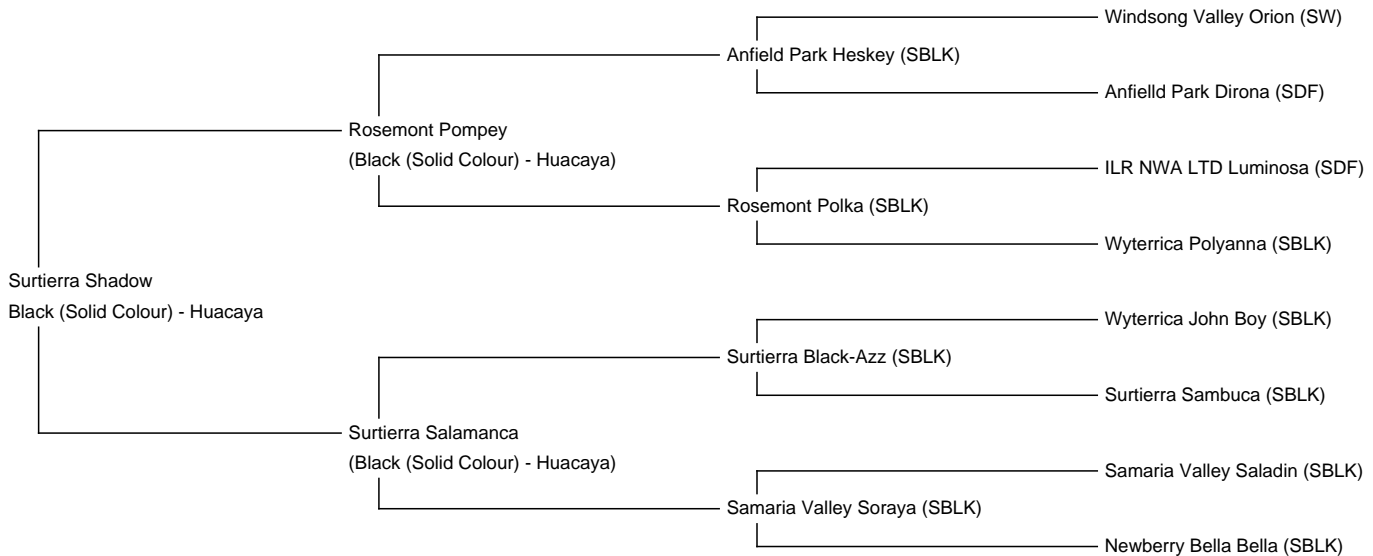 Windsong Valley Orion (SW)
Anfield Park Heskey (SBLK)
Anfielld Park Dirona (SDF)
Rosemont Pompey
(Black (Solid Colour) - Huacaya)
ILR NWA LTD Luminosa (SDF)
Rosemont Polka (SBLK)
Wyterrica Polyanna (SBLK)
Surtierra Shadow
Black (Solid Colour) - Huacaya
Wyterrica John Boy (SBLK)
Surtierra Black-Azz (SBLK)
Surtierra Sambuca (SBLK)
Surtierra Salamanca
(Black (Solid Colour) - Huacaya)
Samaria Valley Saladin (SBLK)
Samaria Valley Soraya (SBLK)
Newberry Bella Bella (SBLK)